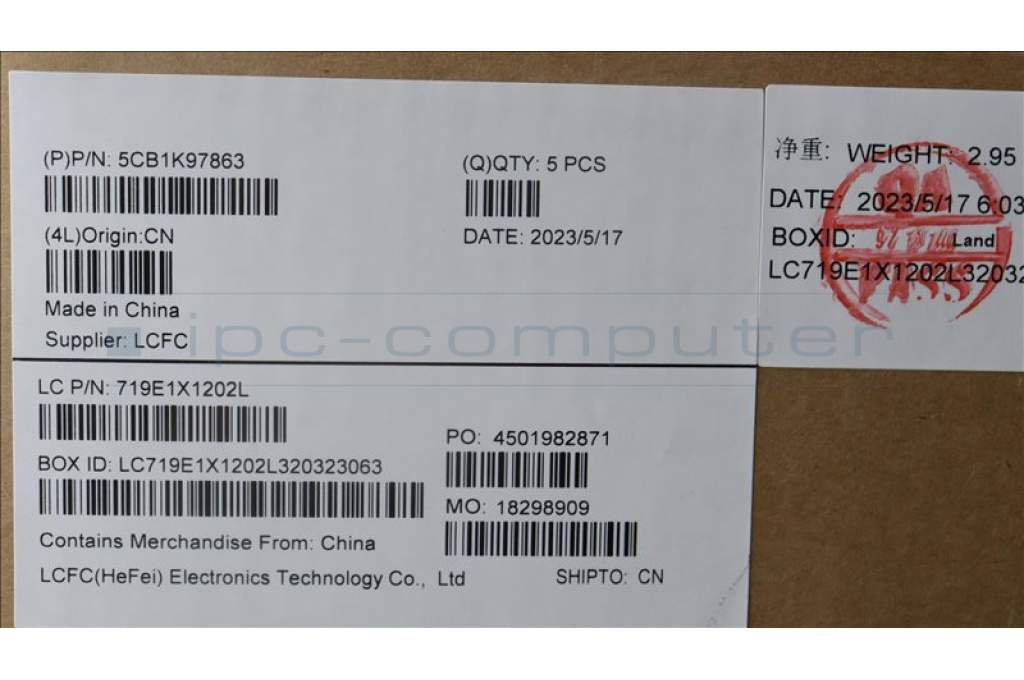 (P)P/N: 5CB1K97863
(Q)QTY: 5 PCS
(4L)Origin:CN
DATE: 2023/5/17
Made in China
Supplier: LCFC
LC P/N: 719E1X1202L
PO: 4501982871
BOX ID: LC719E1X1202L320323063
MO: 18298909
Contains Merchandise From: China
LCFC(HeFei) Electronics Technology Co., Ltd
SHIPTO: CN
净重: WEIGHT: 2.95
DATE: 2023/5/17 6:03
BOXID:
Land
LC719E1X1202L32032
PASS
ipc-computer